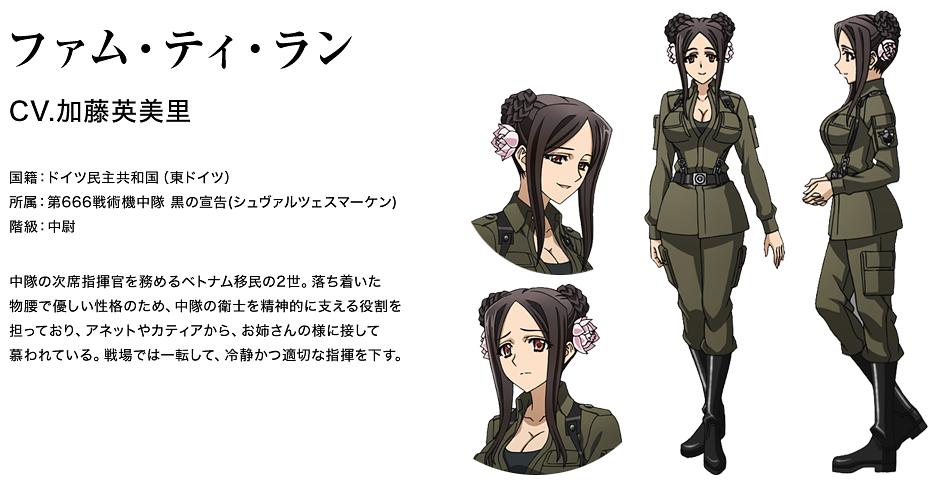 ファム・ティ・ラン
CV.加藤英美里
国籍：ドイツ民主共和国（東ドイツ）
所属：第666戦術機中隊 黒の宣告(シュヴァルツェスマーケン)
階級：中尉
中隊の次席指揮官を務めるベトナム移民の2世。落ち着いた
物腰で優しい性格のため、中隊の衛士を精神的に支える役割を
担っており、アネットやカティアから、お姉さんの様に接して
慕われている。戦場では一転して、冷静かつ適切な指揮を下す。